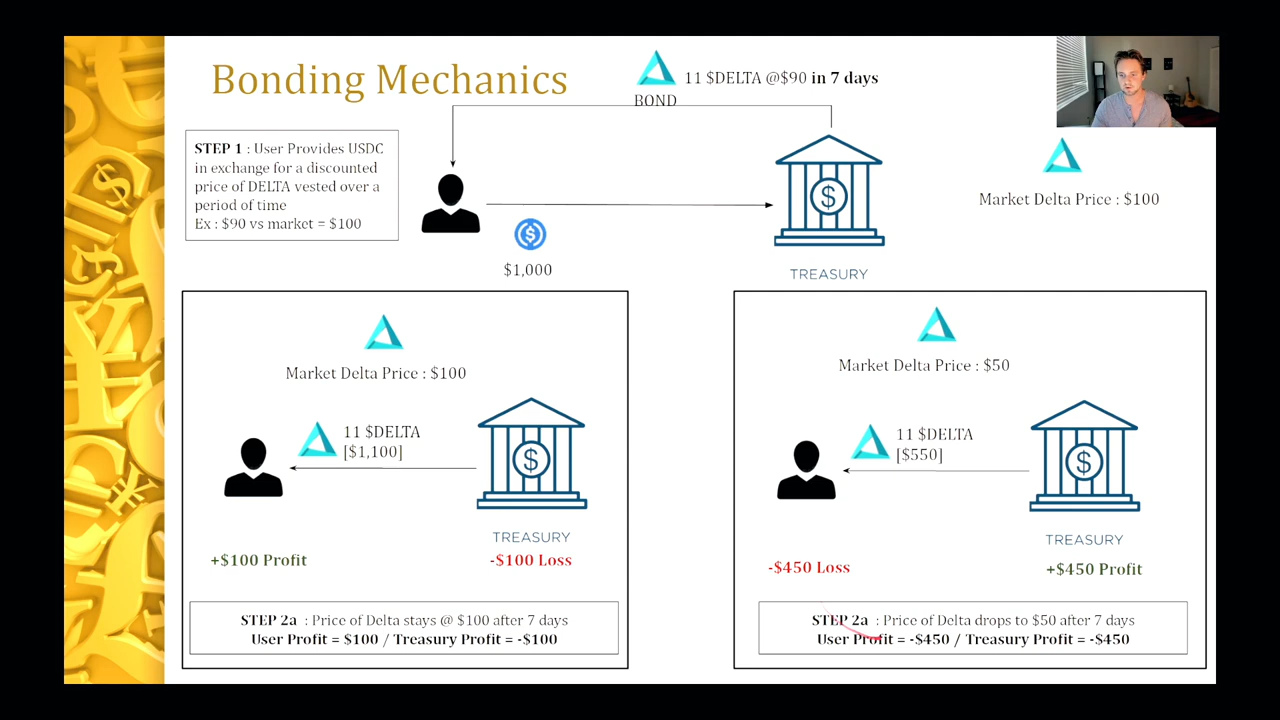 Bonding Mechanics
11 $DELTA @$90 in 7 days
BOND
STEP 1 : User Provides USDC
in exchange for a discounted
price of DELTA vested over a
period of time
Ex : $90 vs market = $100
$1,000
$
TREASURY
Market Delta Price : $100
Market Delta Price : $100
11 $DELTA
[$1,100]
$
TREASURY
+$100 Profit
-$100 Loss
STEP 2a : Price of Delta stays @ $100 after 7 days
User Profit = $100 / Treasury Profit = -$100
Market Delta Price : $50
11 $DELTA
[$550]
$
TREASURY
-$450 Loss
+$450 Profit
STEP 2a : Price of Delta drops to $50 after 7 days
User Profit = -$450 / Treasury Profit = -$450